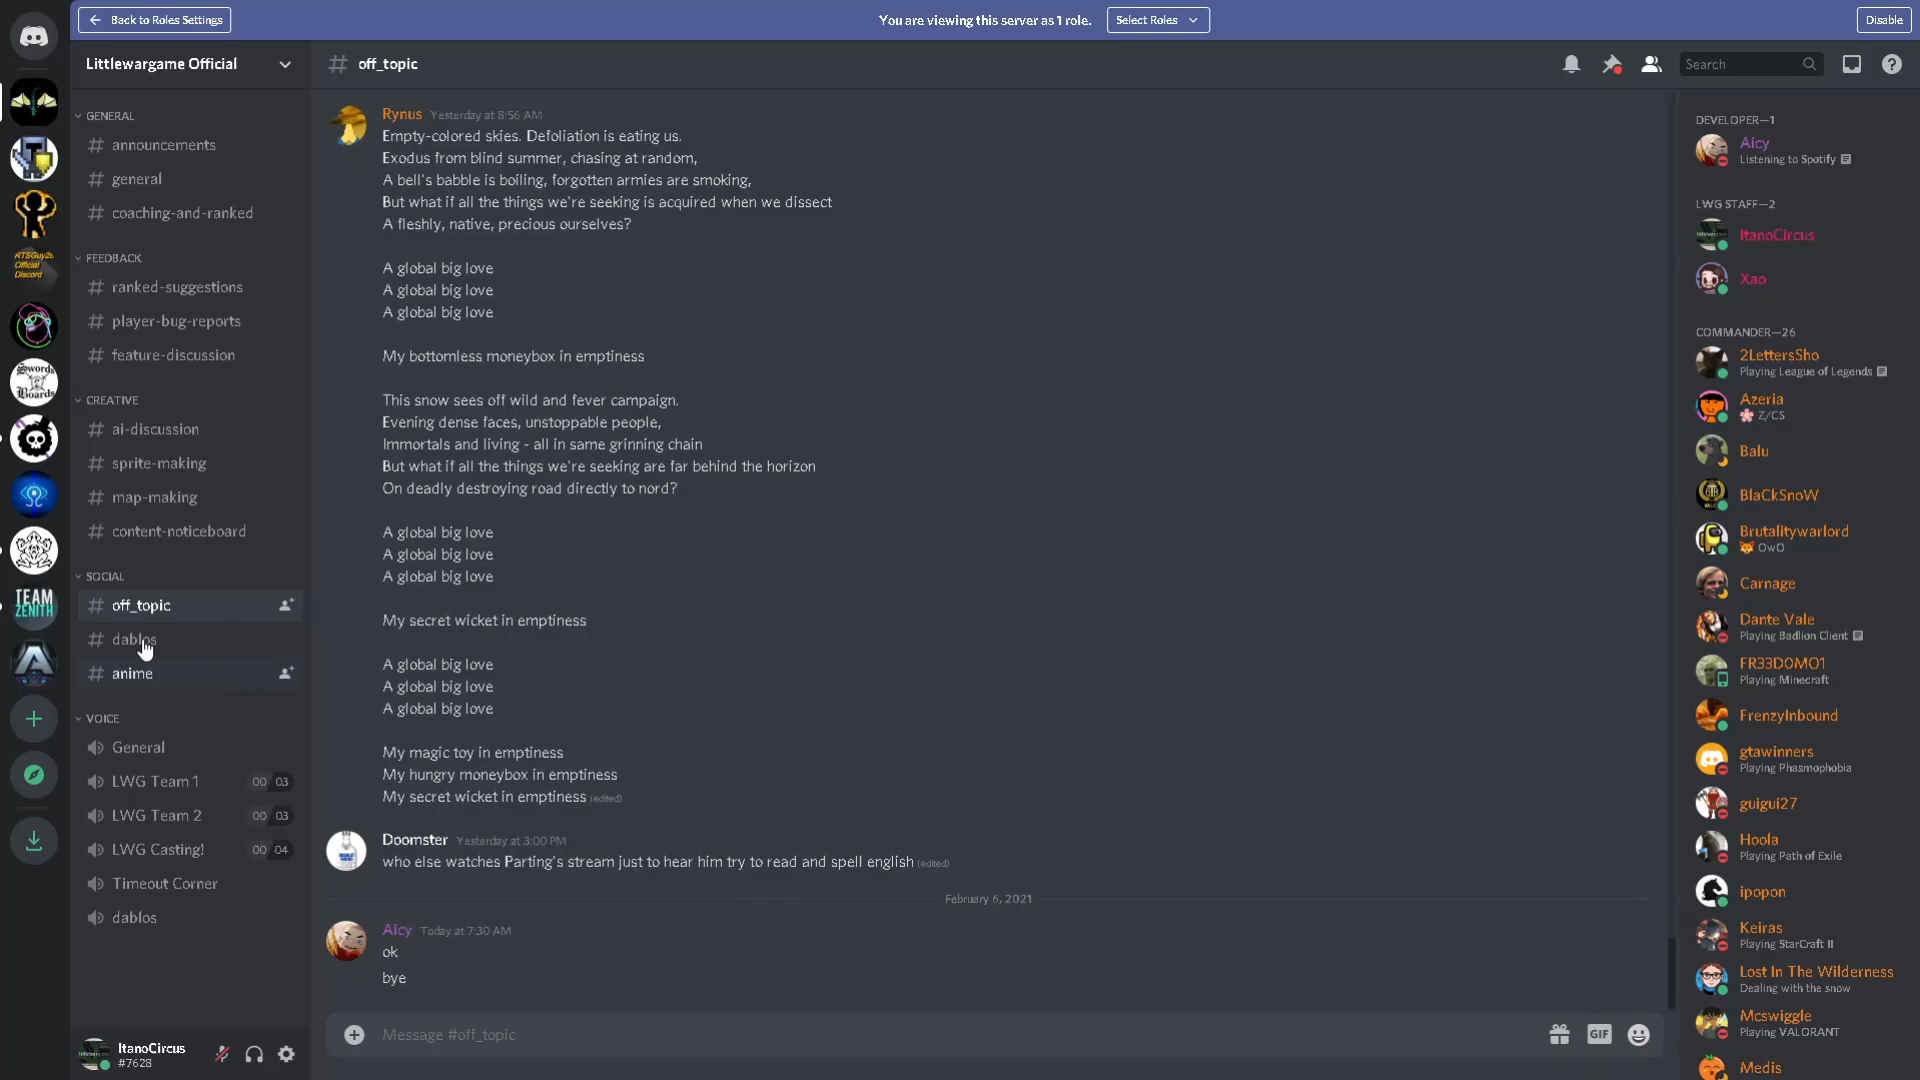 Back to Roles Settings
You are viewing this server as 1 role.
Select Roles
Disable
Littlewargame Official
off_topic
Search
GENERAL
announcements
general
coaching-and-ranked
FEEDBACK
ranked-suggestions
player-bug-reports
feature-discussion
CREATIVE
ai-discussion
sprite-making
map-making
content-noticeboard
SOCIAL
off_topic
dablos
anime
VOICE
General
LWG Team 1 00 03
LWG Team 2 00 03
LWG Casting! 00 04
Timeout Corner
dablos
ItanoCircus
#7628
RTSGuy2
Official
Discord
Swords
Boards
TEAM
ZENITH
Rynus Yesterday at 8:56 AM
Empty-colored skies. Defoliation is eating us.
Exodus from blind summer, chasing at random,
A bell's babble is boiling, forgotten armies are smoking,
But what if all the things we're seeking is acquired when we dissect
A fleshly, native, precious ourselves?
A global big love
A global big love
A global big love
My bottomless moneybox in emptiness
This snow sees off wild and fever campaign.
Evening dense faces, unstoppable people,
Immortals and living - all in same grinning chain
But what if all the things we're seeking are far behind the horizon
On deadly destroying road directly to nord?
A global big love
A global big love
A global big love
My secret wicket in emptiness
A global big love
A global big love
A global big love
My magic toy in emptiness
My hungry moneybox in emptiness
My secret wicket in emptiness (edited)
Doomster Yesterday at 3:00 PM
who else watches Parting's stream just to hear him try to read and spell english (edited)
February 6, 2021
Aicy Today at 7:30 AM
ok
bye
Message #off_topic
GIF
DEVELOPER—1
Aicy
Listening to Spotify
LWG STAFF—2
ItanoCircus
Xao
COMMANDER—26
2LettersSho
Playing League of Legends
Azeria
Z/CS
Balu
BlaCkSnoW
Brutalitywarlord
OwO
Carnage
Dante Vale
Playing Badlion Client
FR33D0MO1
Playing Minecraft
FrenzyInbound
gtawinners
Playing Phasmophobia
guigui27
Hoola
Playing Path of Exile
ipopon
Keiras
Playing StarCraft II
Lost In The Wilderness
Dealing with the snow
Mcswiggle
Playing VALORANT
Medis